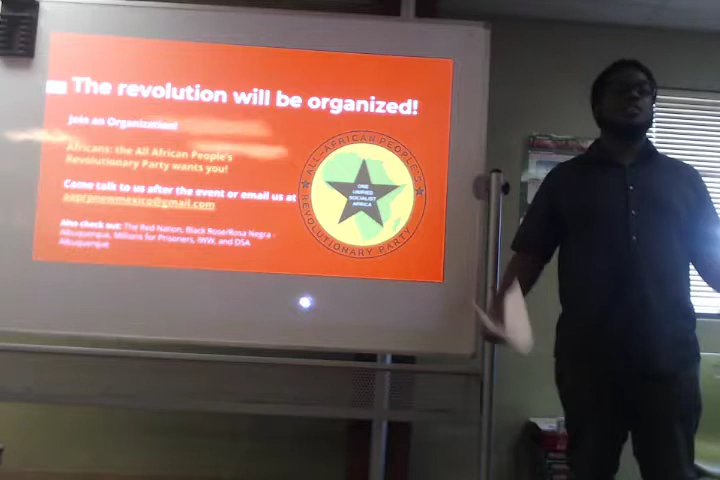 The revolution will be organized!
Join an Organization!
Africans: the All African People's
Revolutionary Party wants you!
Come talk to us after the event or email us at
aaprpnewmexico@gmail.com
Also check out: The Red Nation, Black Rose/Rosa Negra -
Albuquerque, Millions for Prisoners, IWW, and DSA
Albuquerque
ALL-AFRICAN PEOPLE'S
REVOLUTIONARY PARTY
ONE
UNIFIED
SOCIALIST
AFRICA